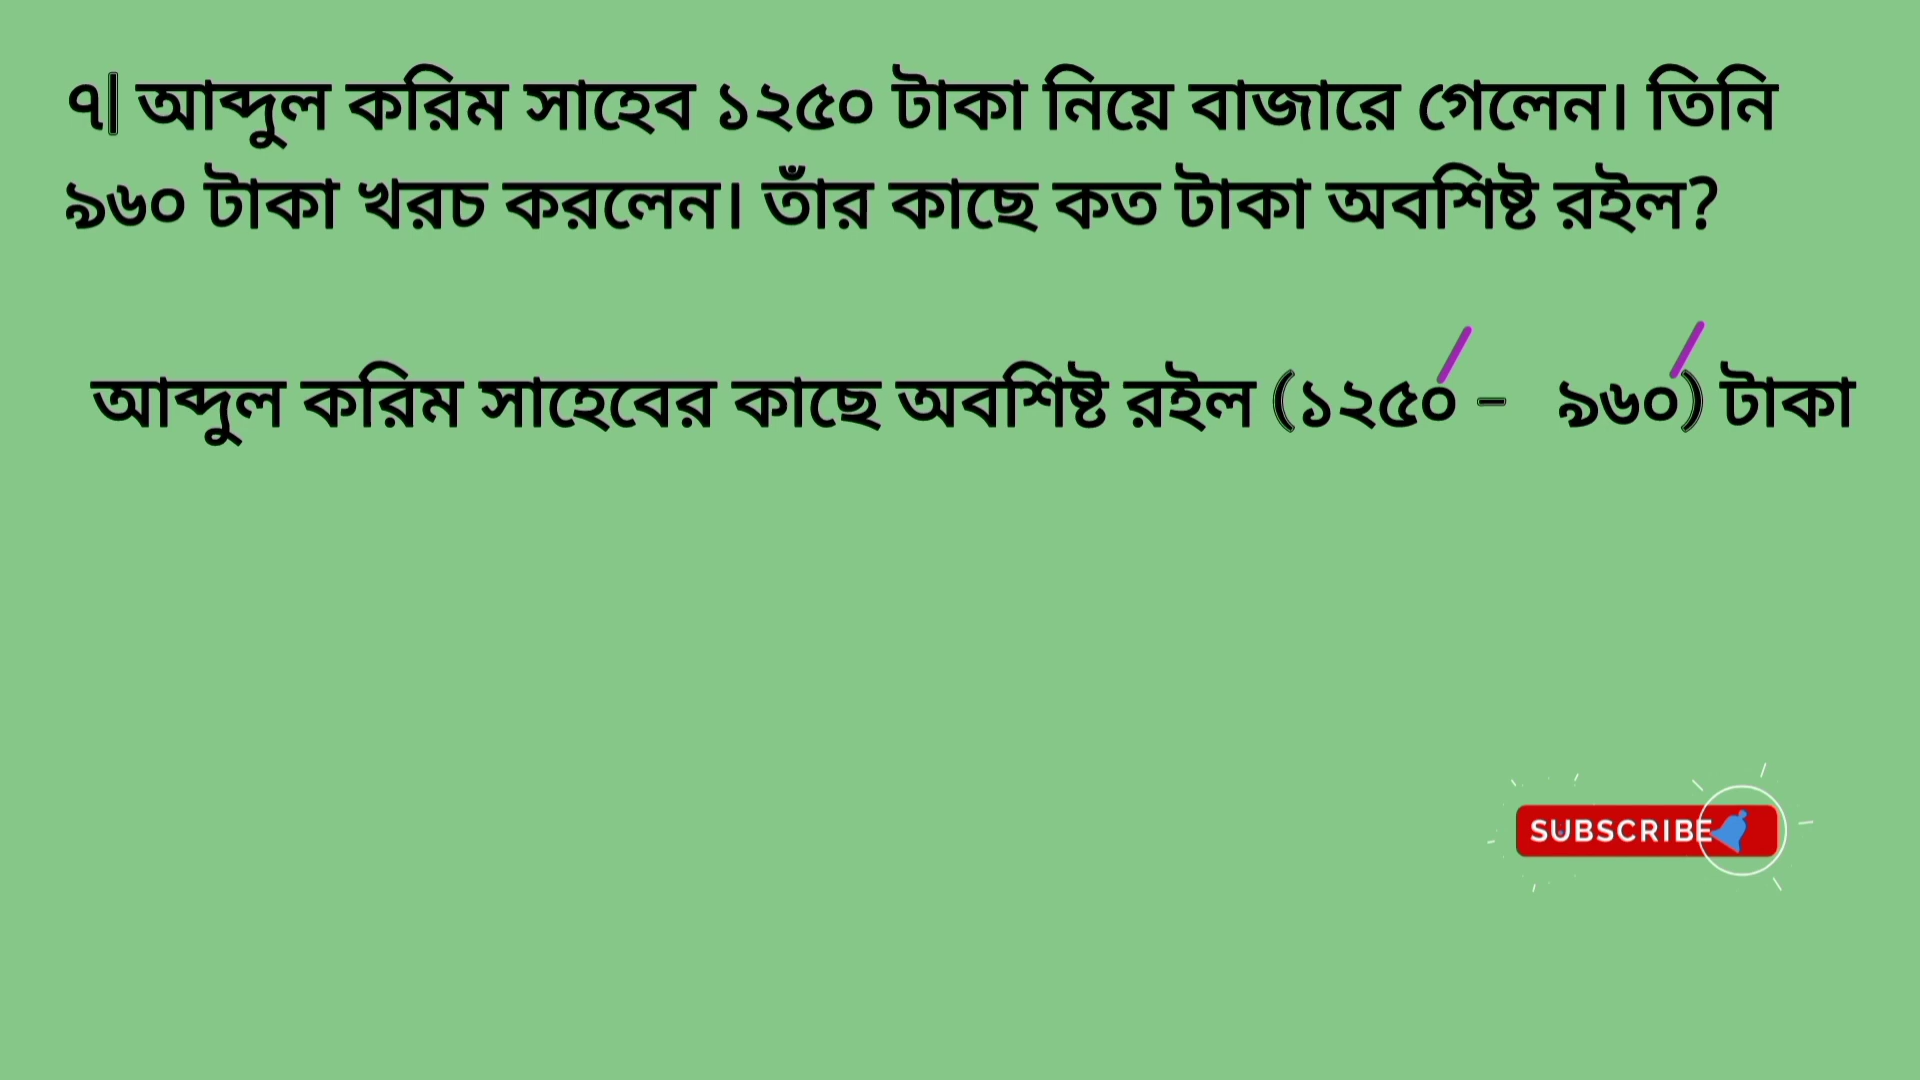 ৭| আব্দুল করিম সাহেব ১২৫০ টাকা নিয়ে বাজারে গেলেন। তিনি
৯৬০ টাকা খরচ করলেন। তাঁর কাছে কত টাকা অবশিষ্ট রইল?
আব্দুল করিম সাহেবের কাছে অবশিষ্ট রইল (১২৫০ - ৯৬০) টাকা
SUBSCRIBE